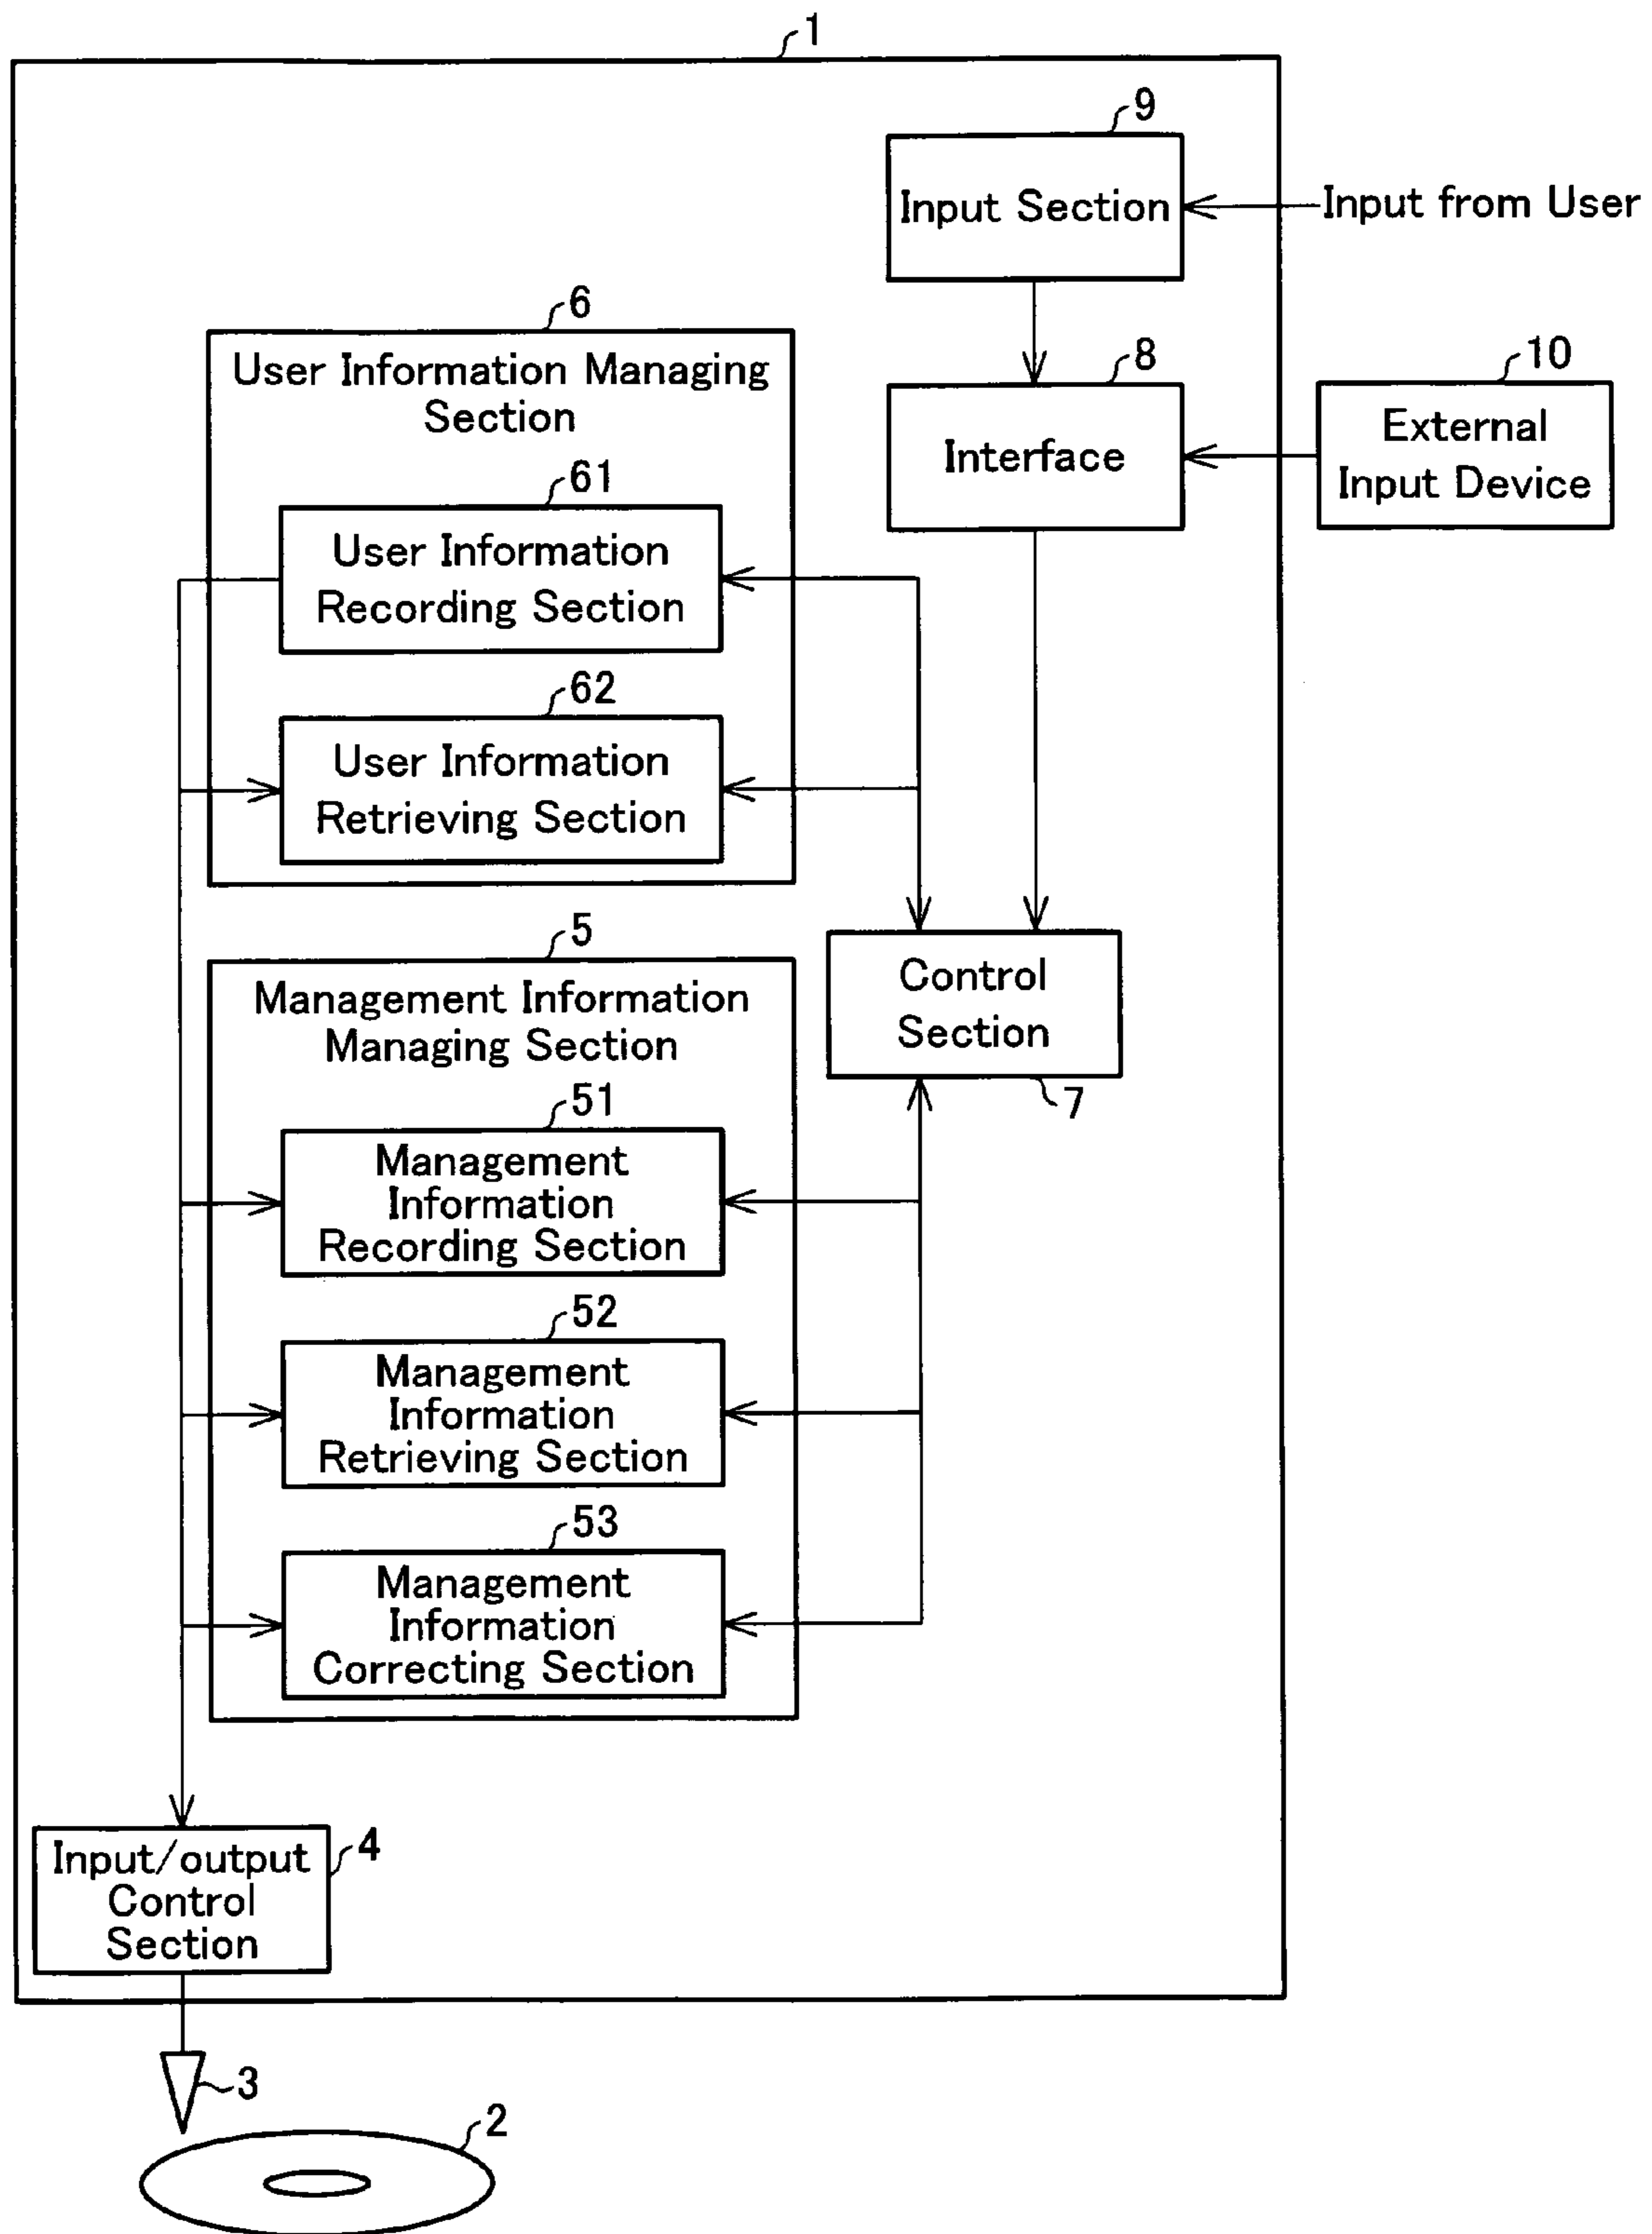 1
9
Input Section
Input from User
6
User Information Managing
Section
8
Interface
10
External
Input Device
61
User Information
Recording Section
62
User Information
Retrieving Section
5
Management Information
Managing Section
Control
Section
7
51
Management
Information
Recording Section
52
Management
Information
Retrieving Section
53
Management
Information
Correcting Section
Input/output
Control
Section
4
3
2